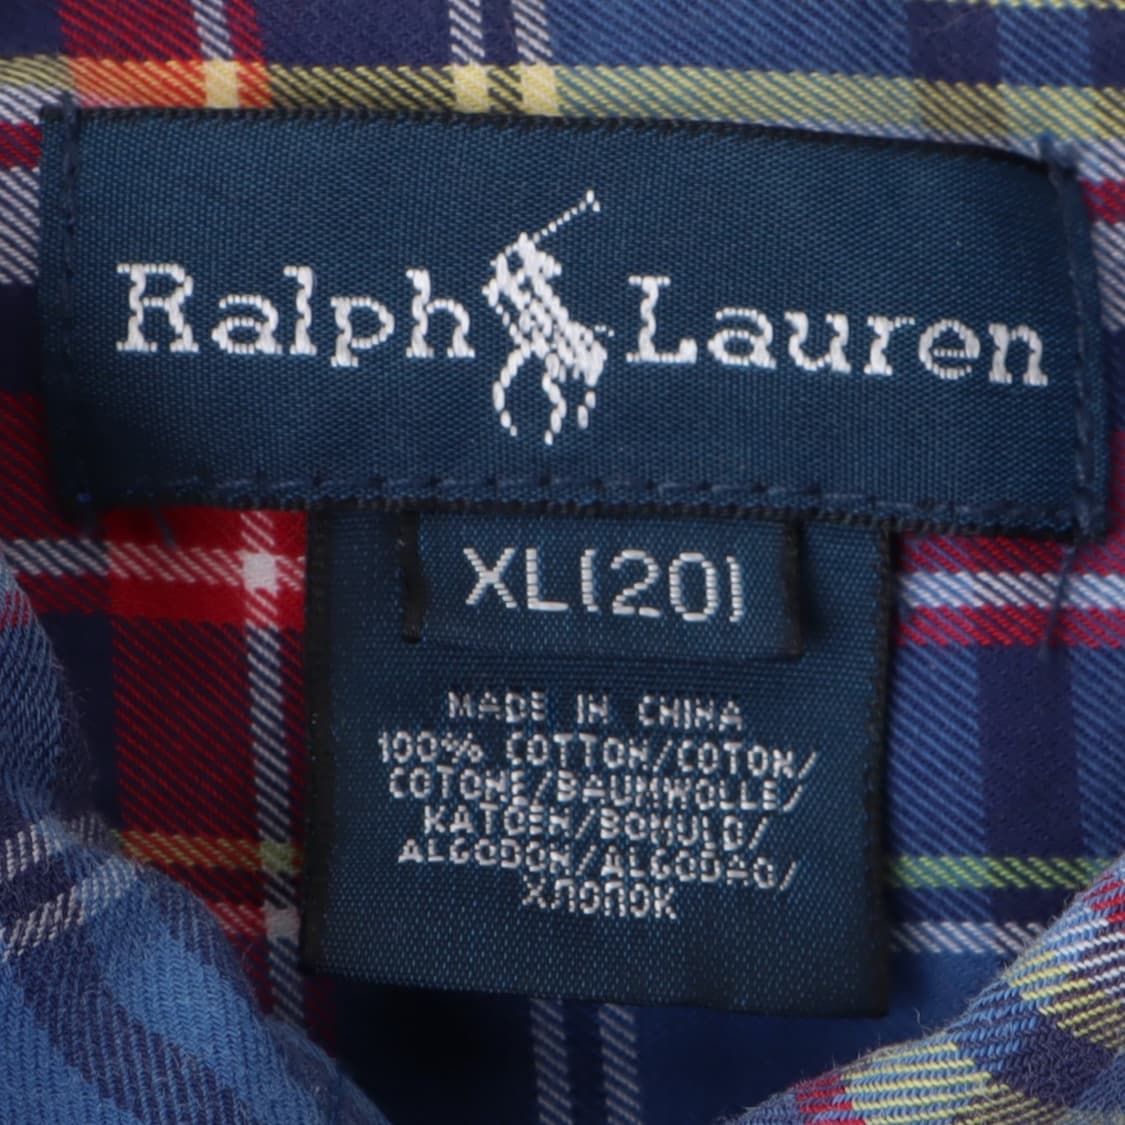 Ralph Lauren
XL(20)
MADE IN CHINA
100% COTTON/COTON/
COTONE/BAUMWOLLE/
KATOEN/BOMULD/
ALGODON/ALGODAO/
ХЛОПОК